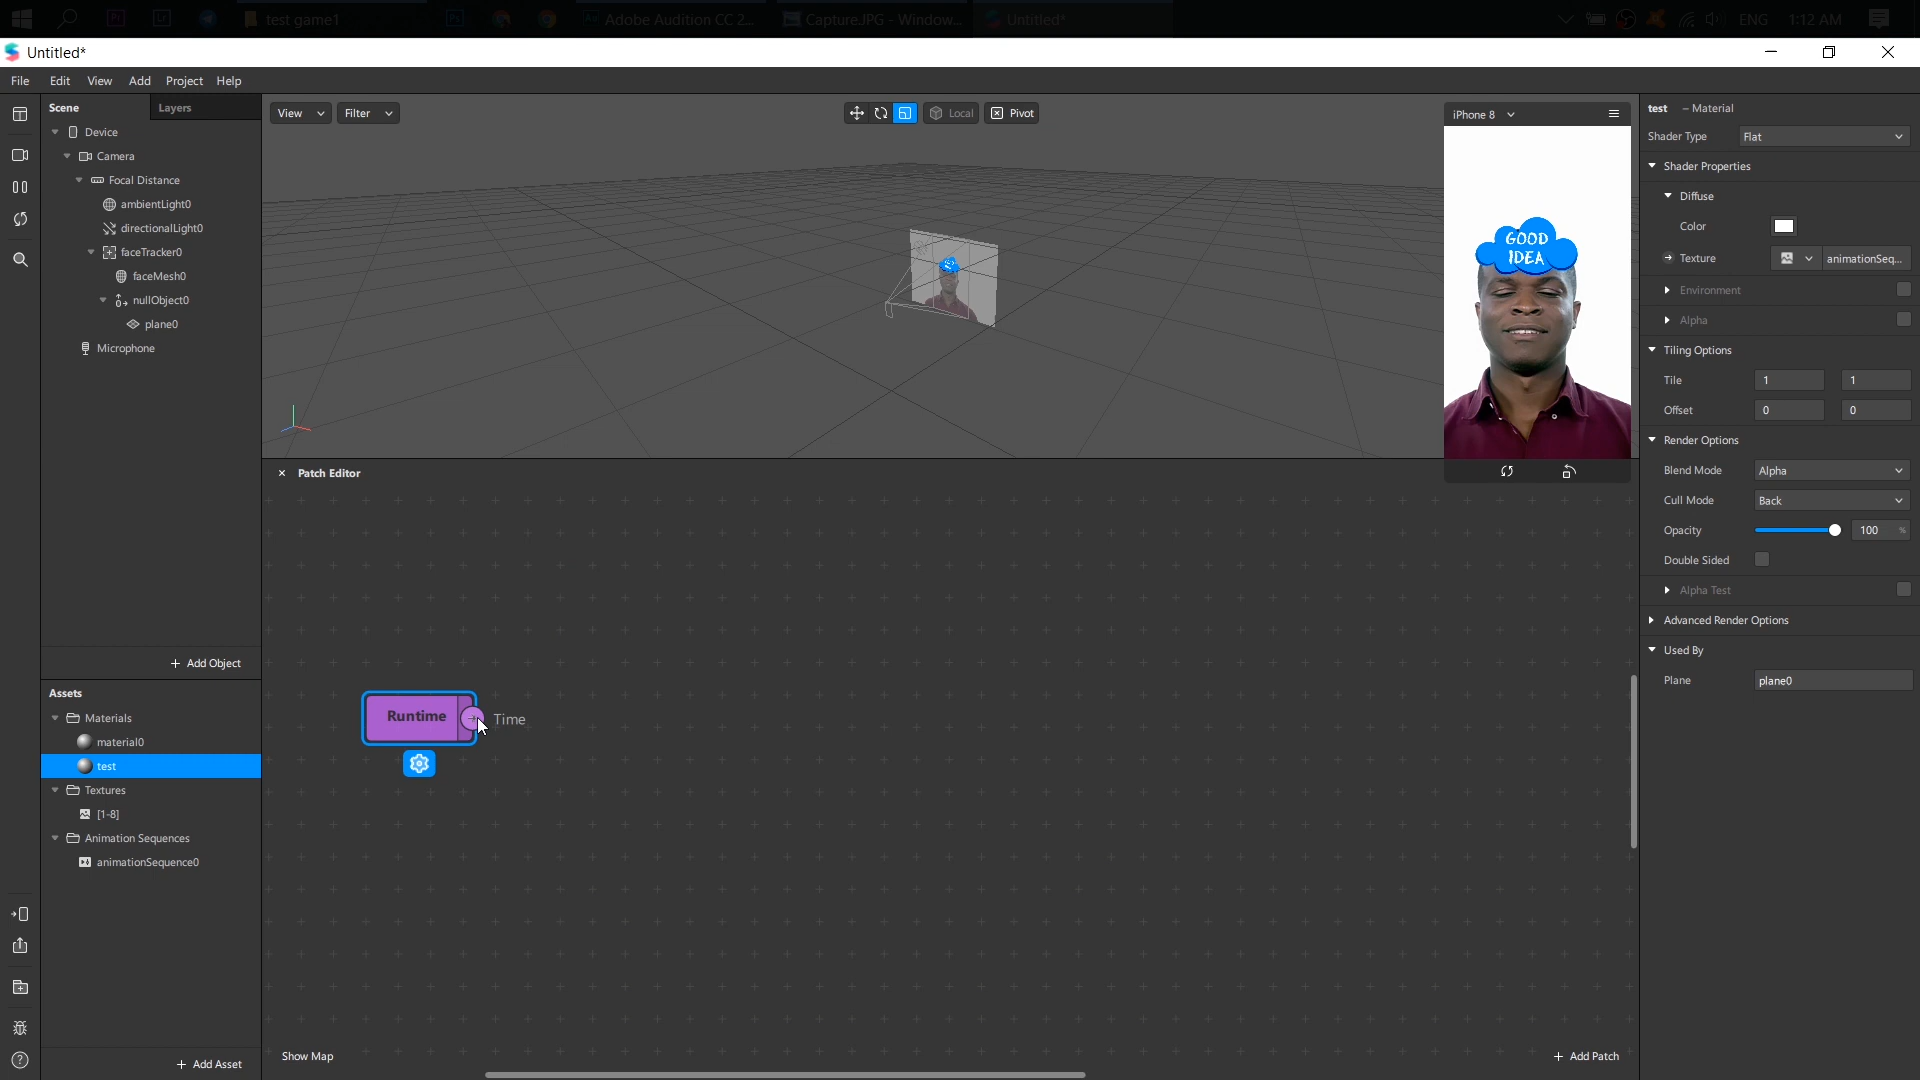 test game1
Adobe Audition CC 2...
Capture.JPG - Window...
Untitled*
ENG
1:12 AM
Untitled*
File Edit View Add Project Help
Scene
Layers
Device
Camera
Focal Distance
ambientLight0
directionalLight0
faceTracker0
faceMesh0
nullObject0
plane0
Microphone
+ Add Object
Assets
Materials
material0
test
Textures
[1-8]
Animation Sequences
animationSequence0
+ Add Asset
View
Filter
Local
Pivot
iPhone 8
GOOD
IDEA
× Patch Editor
Runtime
Time
Show Map
+ Add Patch
test – Material
Shader Type Flat
Shader Properties
Diffuse
Color
Texture animationSeq...
Environment
Alpha
Tiling Options
Tile 1 1
Offset 0 0
Render Options
Blend Mode Alpha
Cull Mode Back
Opacity 100 %
Double Sided
Alpha Test
Advanced Render Options
Used By
Plane plane0